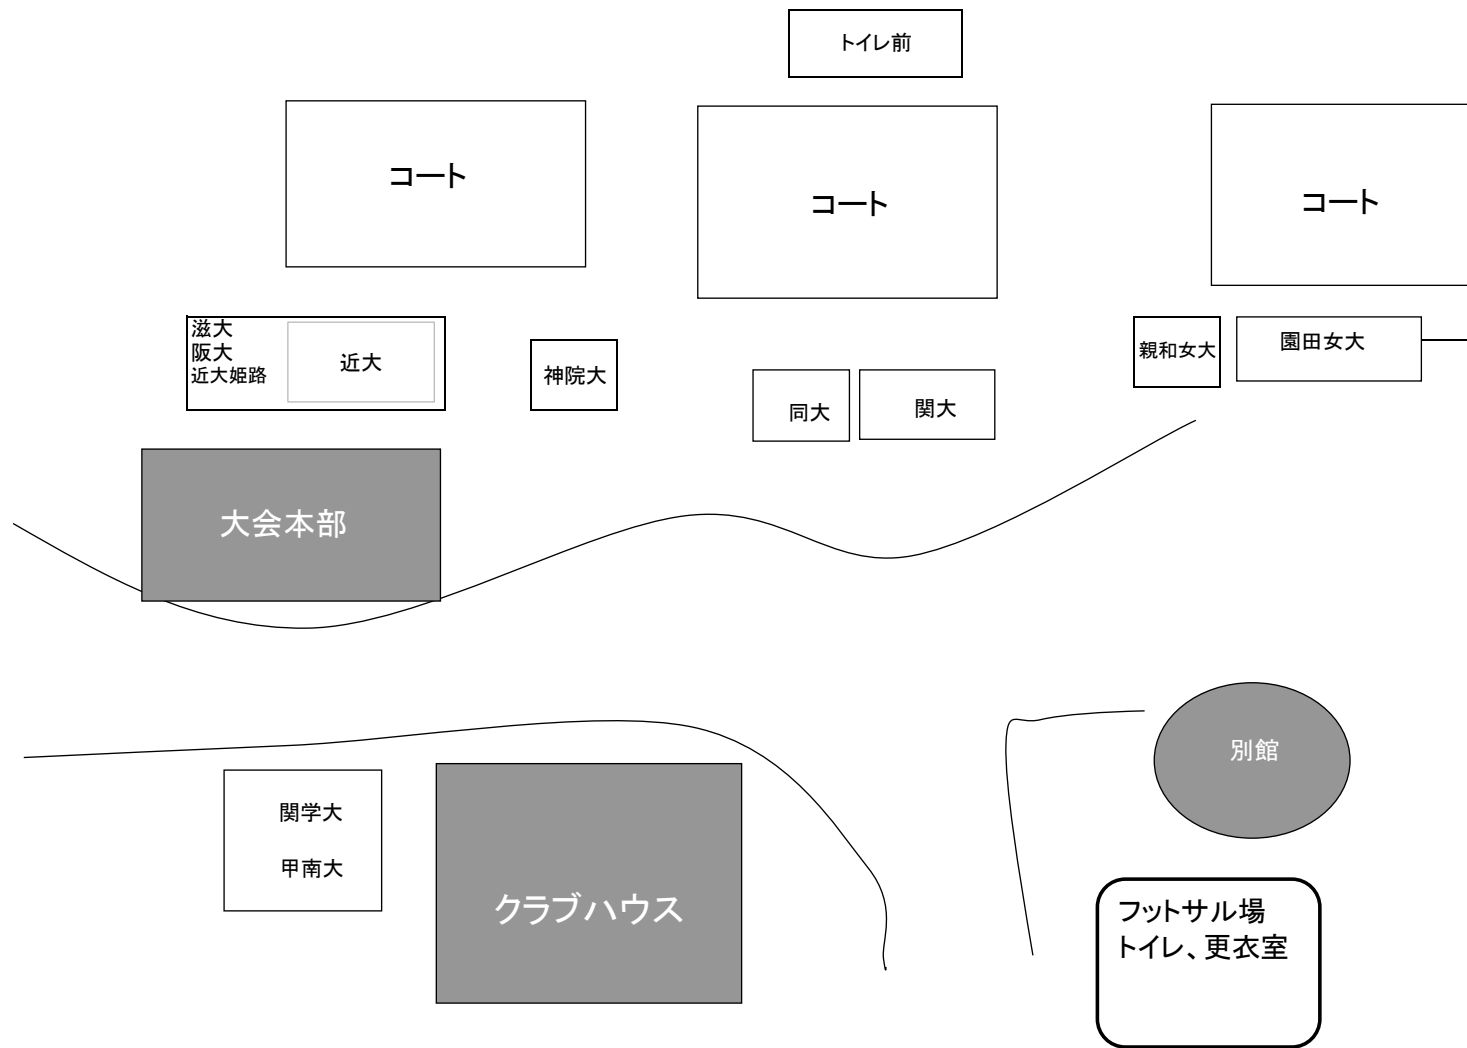 トイレ前
コート
コート
コート
滋大
阪大
近大姫路
近大
神院大
同大
関大
親和女大
園田女大
大会本部
別館
関学大
甲南大
クラブハウス
フットサル場
トイレ、更衣室